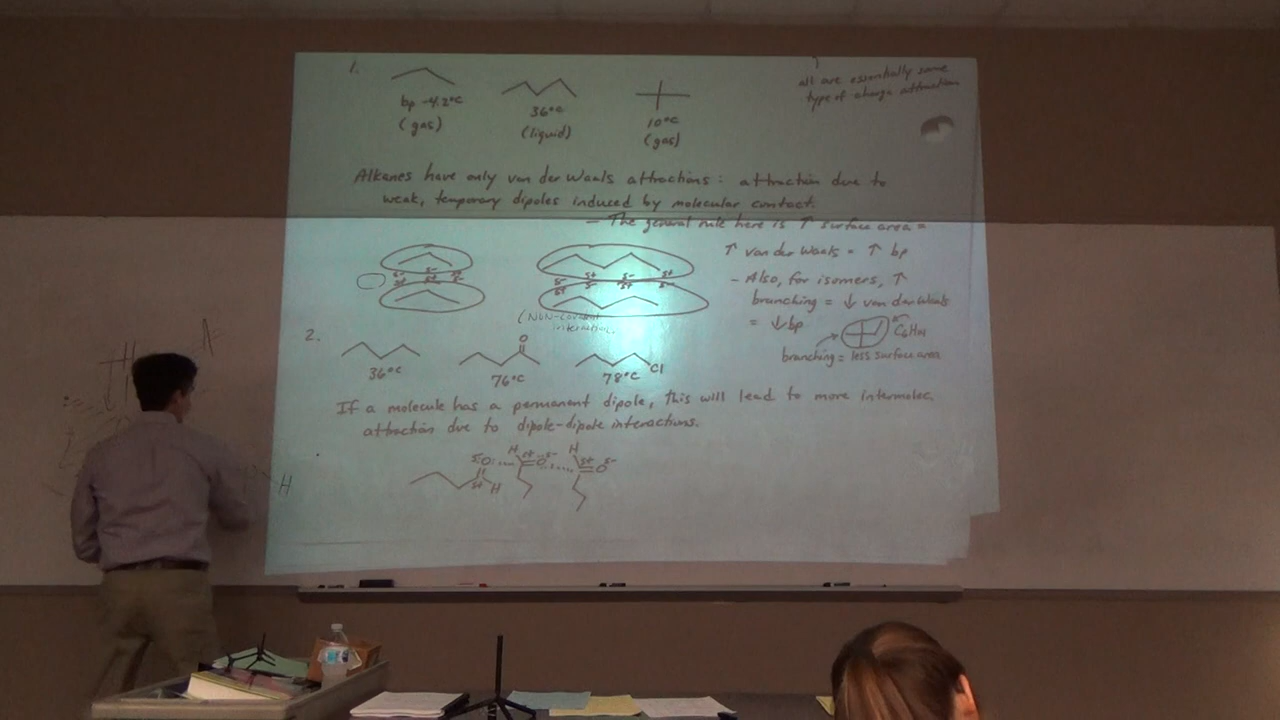 1.
all are essentially same
type of charge attraction
bp -42°C
36°C
10°C
(gas)
(liquid)
(gas)
Alkanes have only van der Waals attractions: attraction due to
weak, temporary dipoles induced by molecular contact.
- The general rule here is ↑ surface area =
↑ van der Waals = ↑ bp
- Also, for isomers, ↑
branching = ↓ van der Waals
= ↓ bp
C6H14
branching = less surface area
δ- δ+ δ-
δ- δ+ δ- δ+
δ+ δ- δ+ δ-
(Non-covalent
interaction.
2.
O
Cl
36°C
76°C
78°C
If a molecule has a permanent dipole, this will lead to more intermolec.
attraction due to dipole-dipole interactions.
H
H
δ- O δ+ O δ- δ+ O δ-
δ+ H
A
H
H